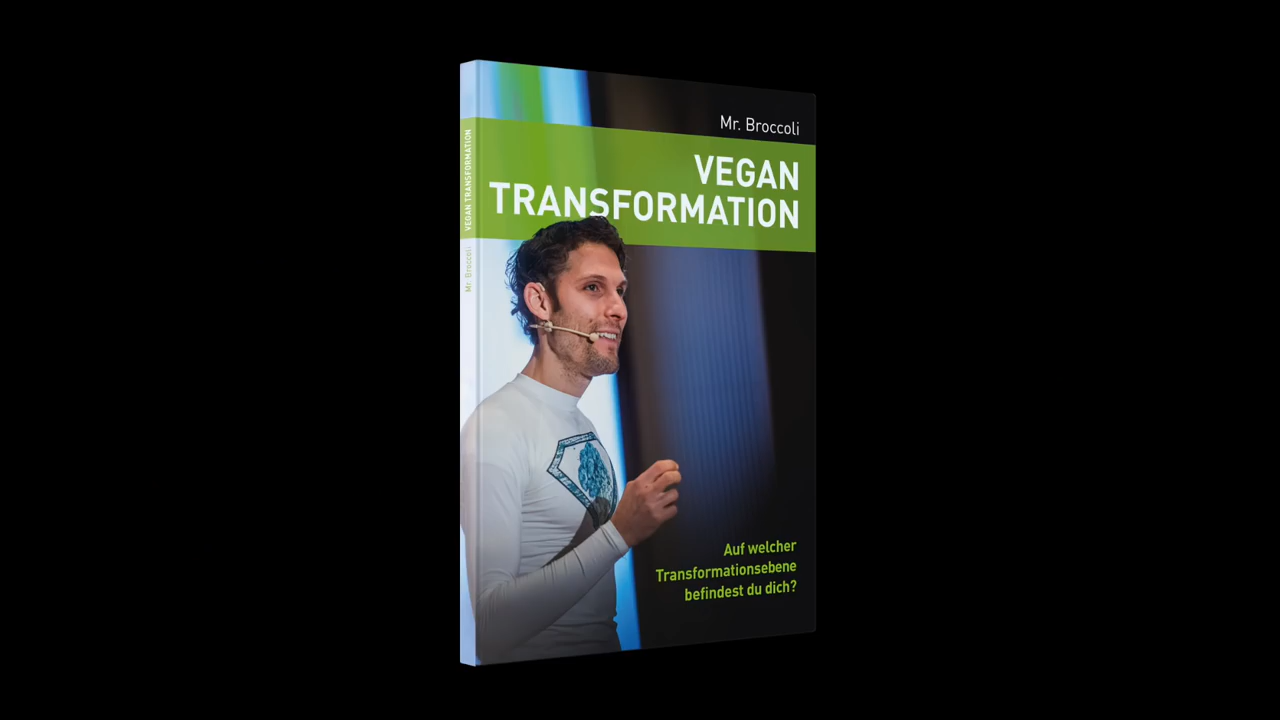 Mr. Broccoli
VEGAN
TRANSFORMATION
Auf welcher
Transformationsebene
befindest du dich?
VEGAN TRANSFORMATION
Mr. Broccoli